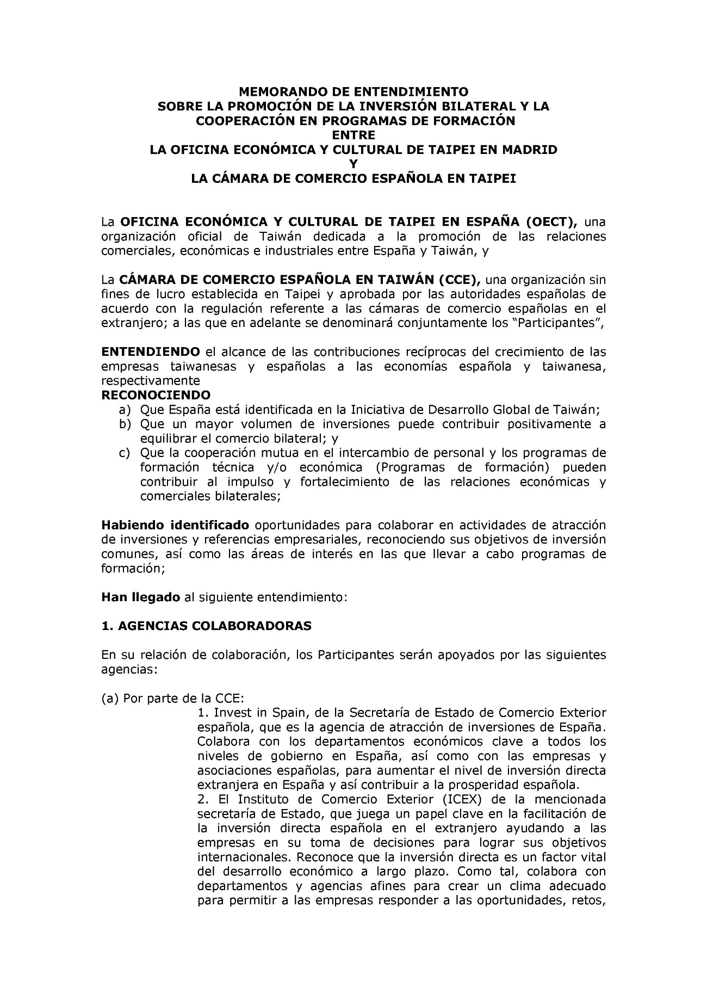 MEMORANDO DE ENTENDIMIENTO
SOBRE LA PROMOCIÓN DE LA INVERSIÓN BILATERAL Y LA
COOPERACIÓN EN PROGRAMAS DE FORMACIÓN
ENTRE
LA OFICINA ECONÓMICA Y CULTURAL DE TAIPEI EN MADRID
Y
LA CÁMARA DE COMERCIO ESPAÑOLA EN TAIPEI
La OFICINA ECONÓMICA Y CULTURAL DE TAIPEI EN ESPAÑA (OECT), una
organización oficial de Taiwán dedicada a la promoción de las relaciones
comerciales, económicas e industriales entre España y Taiwán, y
La CÁMARA DE COMERCIO ESPAÑOLA EN TAIWÁN (CCE), una organización sin
fines de lucro establecida en Taipei y aprobada por las autoridades españolas de
acuerdo con la regulación referente a las cámaras de comercio españolas en el
extranjero; a las que en adelante se denominará conjuntamente los “Participantes”,
ENTENDIENDO el alcance de las contribuciones recíprocas del crecimiento de las
empresas taiwanesas y españolas a las economías española y taiwanesa,
respectivamente
RECONOCIENDO
a) Que España está identificada en la Iniciativa de Desarrollo Global de Taiwán;
b) Que un mayor volumen de inversiones puede contribuir positivamente a
equilibrar el comercio bilateral; y
c) Que la cooperación mutua en el intercambio de personal y los programas de
formación técnica y/o económica (Programas de formación) pueden
contribuir al impulso y fortalecimiento de las relaciones económicas y
comerciales bilaterales;
Habiendo identificado oportunidades para colaborar en actividades de atracción
de inversiones y referencias empresariales, reconociendo sus objetivos de inversión
comunes, así como las áreas de interés en las que llevar a cabo programas de
formación;
Han llegado al siguiente entendimiento:
1. AGENCIAS COLABORADORAS
En su relación de colaboración, los Participantes serán apoyados por las siguientes
agencias:
(a) Por parte de la CCE:
1. Invest in Spain, de la Secretaría de Estado de Comercio Exterior
española, que es la agencia de atracción de inversiones de España.
Colabora con los departamentos económicos clave a todos los
niveles de gobierno en España, así como con las empresas y
asociaciones españolas, para aumentar el nivel de inversión directa
extranjera en España y así contribuir a la prosperidad española.
2. El Instituto de Comercio Exterior (ICEX) de la mencionada
secretaría de Estado, que juega un papel clave en la facilitación de
la inversión directa española en el extranjero ayudando a las
empresas en su toma de decisiones para lograr sus objetivos
internacionales. Reconoce que la inversión directa es un factor vital
del desarrollo económico a largo plazo. Como tal, colabora con
departamentos y agencias afines para crear un clima adecuado
para permitir a las empresas responder a las oportunidades, retos,